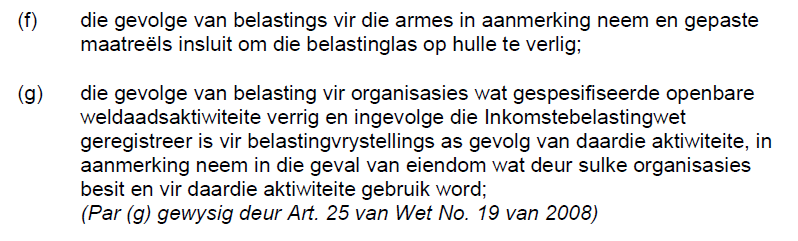 (f) die gevolge van belastings vir die armes in aanmerking neem en gepaste
maatreëls insluit om die belastinglas op hulle te verlig;
(g) die gevolge van belasting vir organisasies wat gespesifiseerde openbare
weldaadsaktiwiteite verrig en ingevolge die Inkomstebelastingwet
geregistreer is vir belastingvrystellings as gevolg van daardie aktiwiteite, in
aanmerking neem in die geval van eiendom wat deur sulke organisasies
besit en vir daardie aktiwiteite gebruik word;
(Par (g) gewysig deur Art. 25 van Wet No. 19 van 2008)